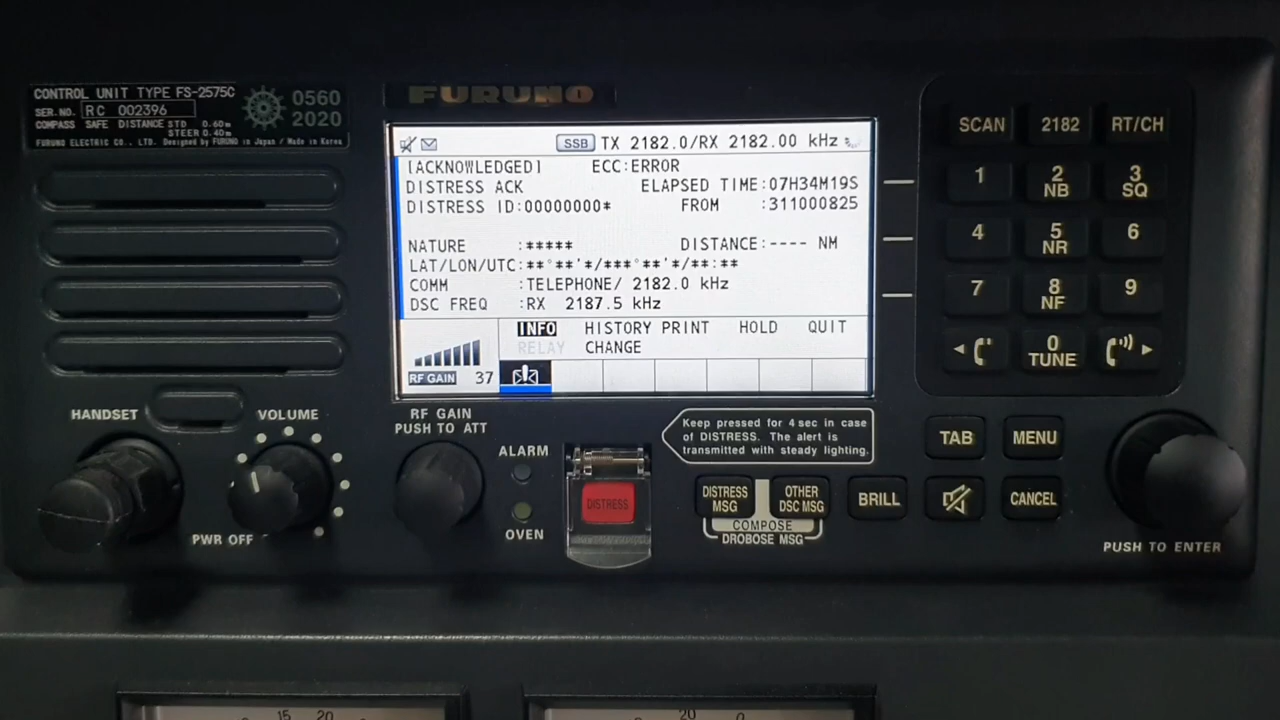 CONTROL UNIT TYPE FS-2575C
SER.NO. RC 002396
COMPASS SAFE DISTANCE STD 0.60m
STEER 0.40m
FURUNO ELECTRIC CO., LTD. Designed by FURUNO in Japan / Made in Korea
0560
2020
FURUNO
SSB TX 2182.0/RX 2182.00 kHz
[ACKNOWLEDGED] ECC:ERROR
DISTRESS ACK ELAPSED TIME:07H34M19S
DISTRESS ID:00000000* FROM :311000825
NATURE :***** DISTANCE:---- NM
LAT/LON/UTC:**°**'*/***°**'*/**:**
COMM :TELEPHONE/ 2182.0 kHz
DSC FREQ :RX 2187.5 kHz
INFO HISTORY PRINT HOLD QUIT
RELAY CHANGE
RF GAIN 37
SCAN 2182 RT/CH
1 2 NB 3 SQ
4 5 NR 6
7 8 NF 9
0 TUNE
HANDSET
VOLUME
PWR OFF
RF GAIN
PUSH TO ATT
ALARM
OVEN
DISTRESS
Keep pressed for 4 sec in case
of DISTRESS. The alert is
transmitted with steady lighting.
DISTRESS MSG
OTHER DSC MSG
COMPOSE
DROBOSE MSG
BRILL
TAB
MENU
CANCEL
PUSH TO ENTER
15 20
20 0